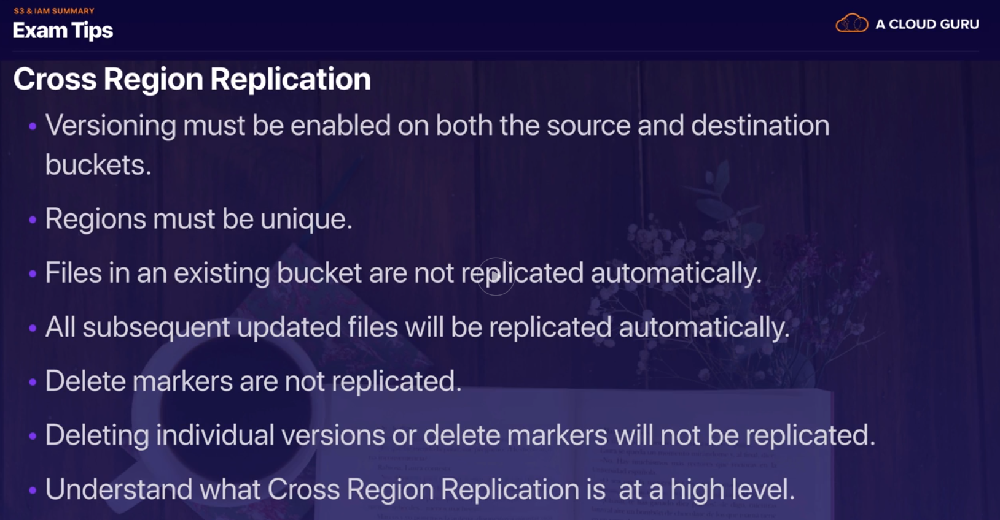 S3 & IAM SUMMARY
Exam Tips
A CLOUD GURU
Cross Region Replication
• Versioning must be enabled on both the source and destination
buckets.
• Regions must be unique.
• Files in an existing bucket are not replicated automatically.
• All subsequent updated files will be replicated automatically.
• Delete markers are not replicated.
• Deleting individual versions or delete markers will not be replicated.
• Understand what Cross Region Replication is at a high level.